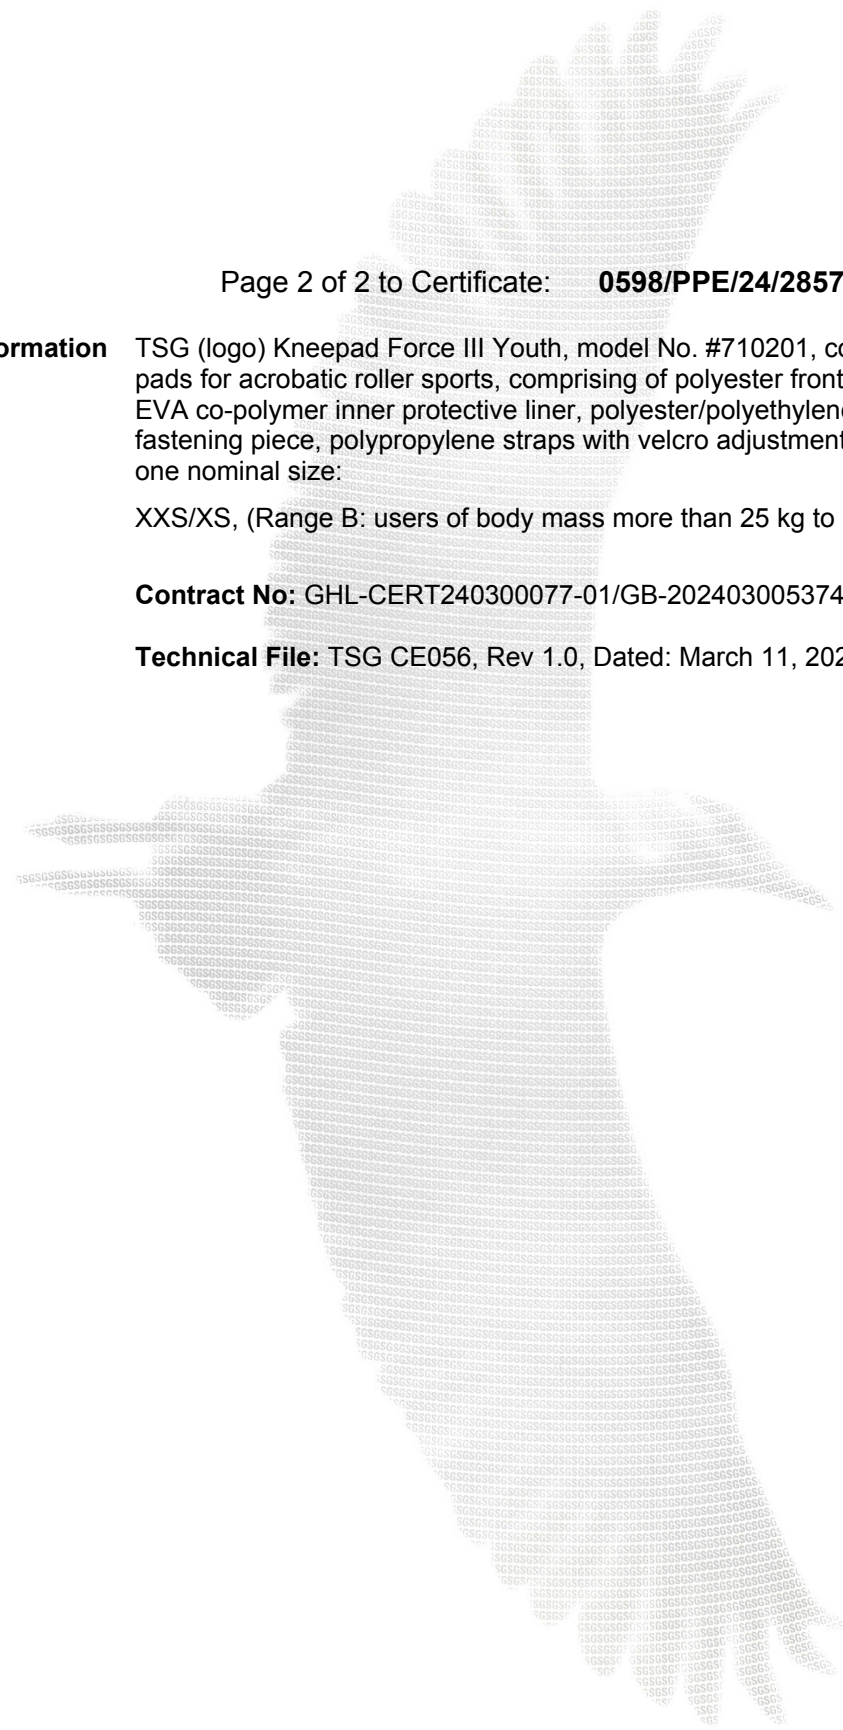 Page 2 of 2 to Certificate: 0598/PPE/24/2857
ormation TSG (logo) Kneepad Force III Youth, model No. #710201, co
pads for acrobatic roller sports, comprising of polyester front
EVA co-polymer inner protective liner, polyester/polyethylene
fastening piece, polypropylene straps with velcro adjustment
one nominal size:
XXS/XS, (Range B: users of body mass more than 25 kg to
Contract No: GHL-CERT240300077-01/GB-202403005374
Technical File: TSG CE056, Rev 1.0, Dated: March 11, 202